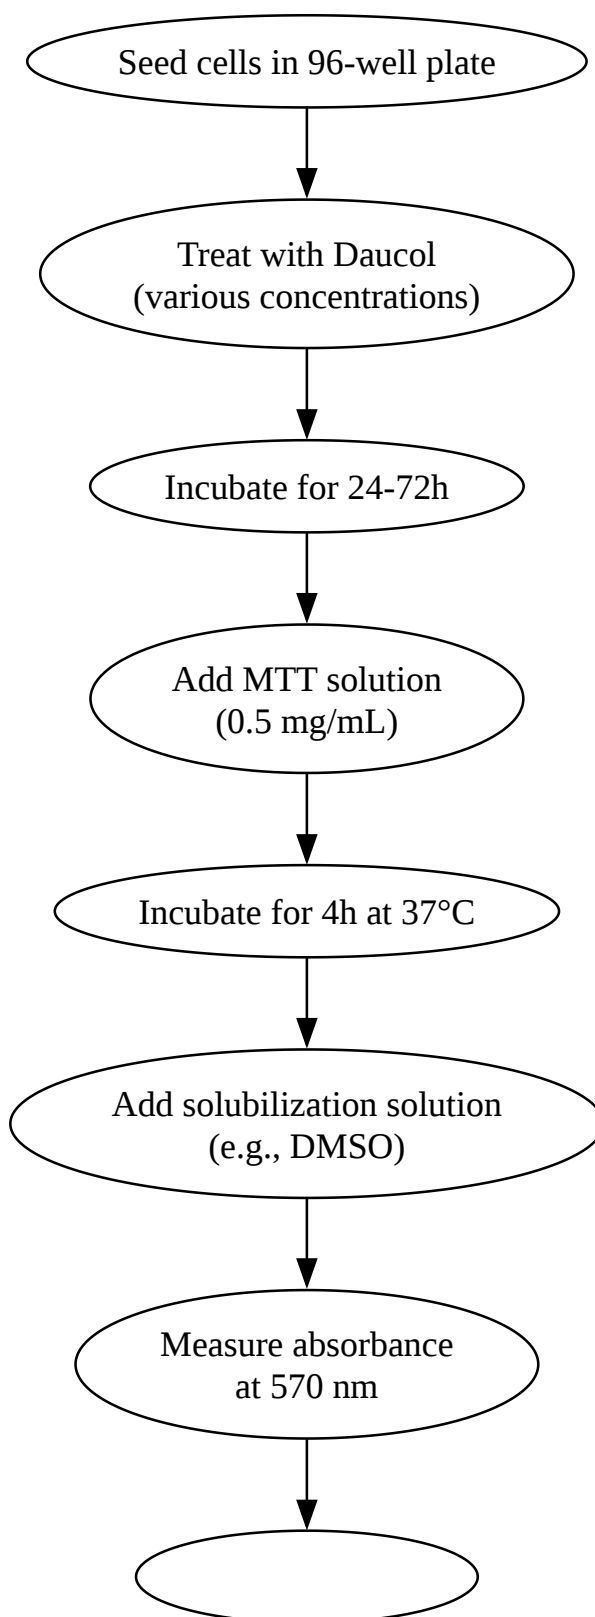 Seed cells in 96-well plate
Treat with Daucol
(various concentrations)
Incubate for 24-72h
Add MTT solution
(0.5 mg/mL)
Incubate for 4h at 37°C
Add solubilization solution
(e.g., DMSO)
Measure absorbance
at 570 nm